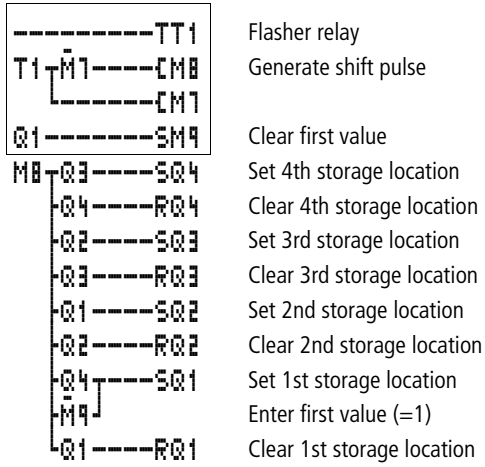 ---------TT1 Flasher relay
T1┬M̄7-----[M8 Generate shift pulse
└------[M7
Q1-------SM9 Clear first value
M8┬Q3----SQ4 Set 4th storage location
├Q4----RQ4 Clear 4th storage location
├Q2----SQ3 Set 3rd storage location
├Q3----RQ3 Clear 3rd storage location
├Q1----SQ2 Set 2nd storage location
├Q2----RQ2 Clear 2nd storage location
├Q4┬----SQ1 Set 1st storage location
├M̄9┘ Enter first value (=1)
└Q1----RQ1 Clear 1st storage location